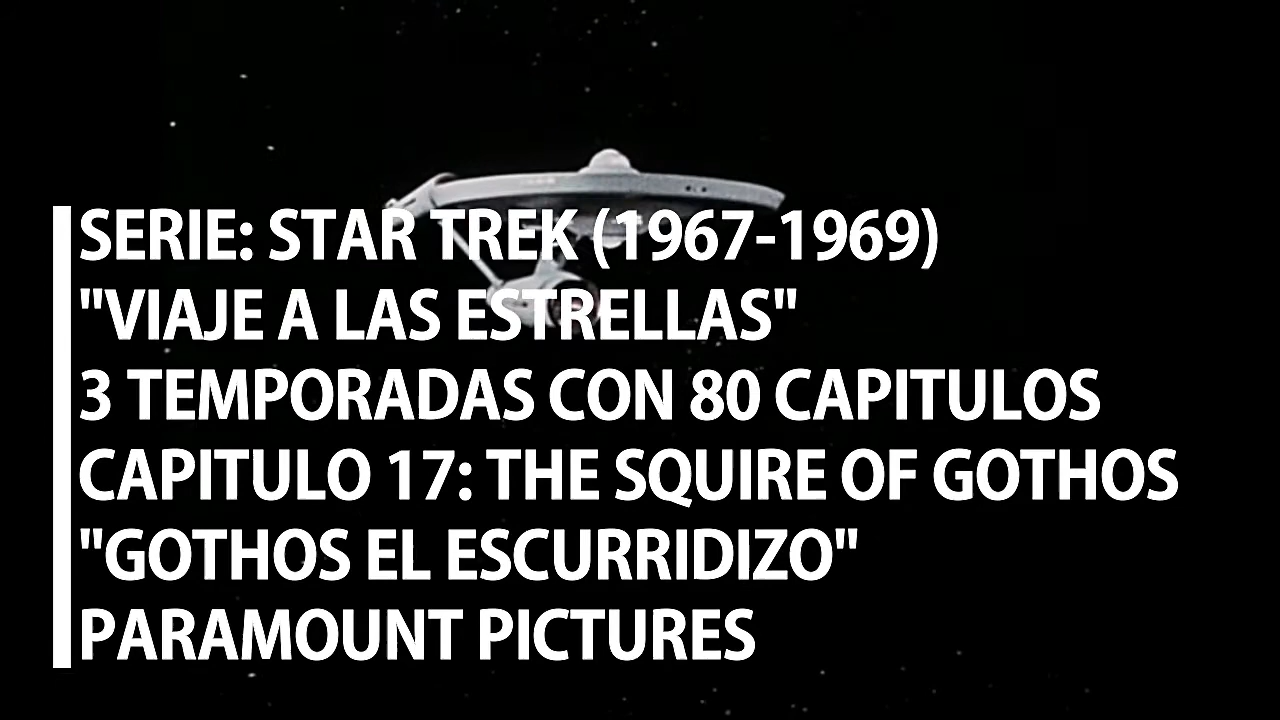 SERIE: STAR TREK (1967-1969)
"VIAJE A LAS ESTRELLAS"
3 TEMPORADAS CON 80 CAPITULOS
CAPITULO 17: THE SQUIRE OF GOTHOS
"GOTHOS EL ESCURRIDIZO"
PARAMOUNT PICTURES